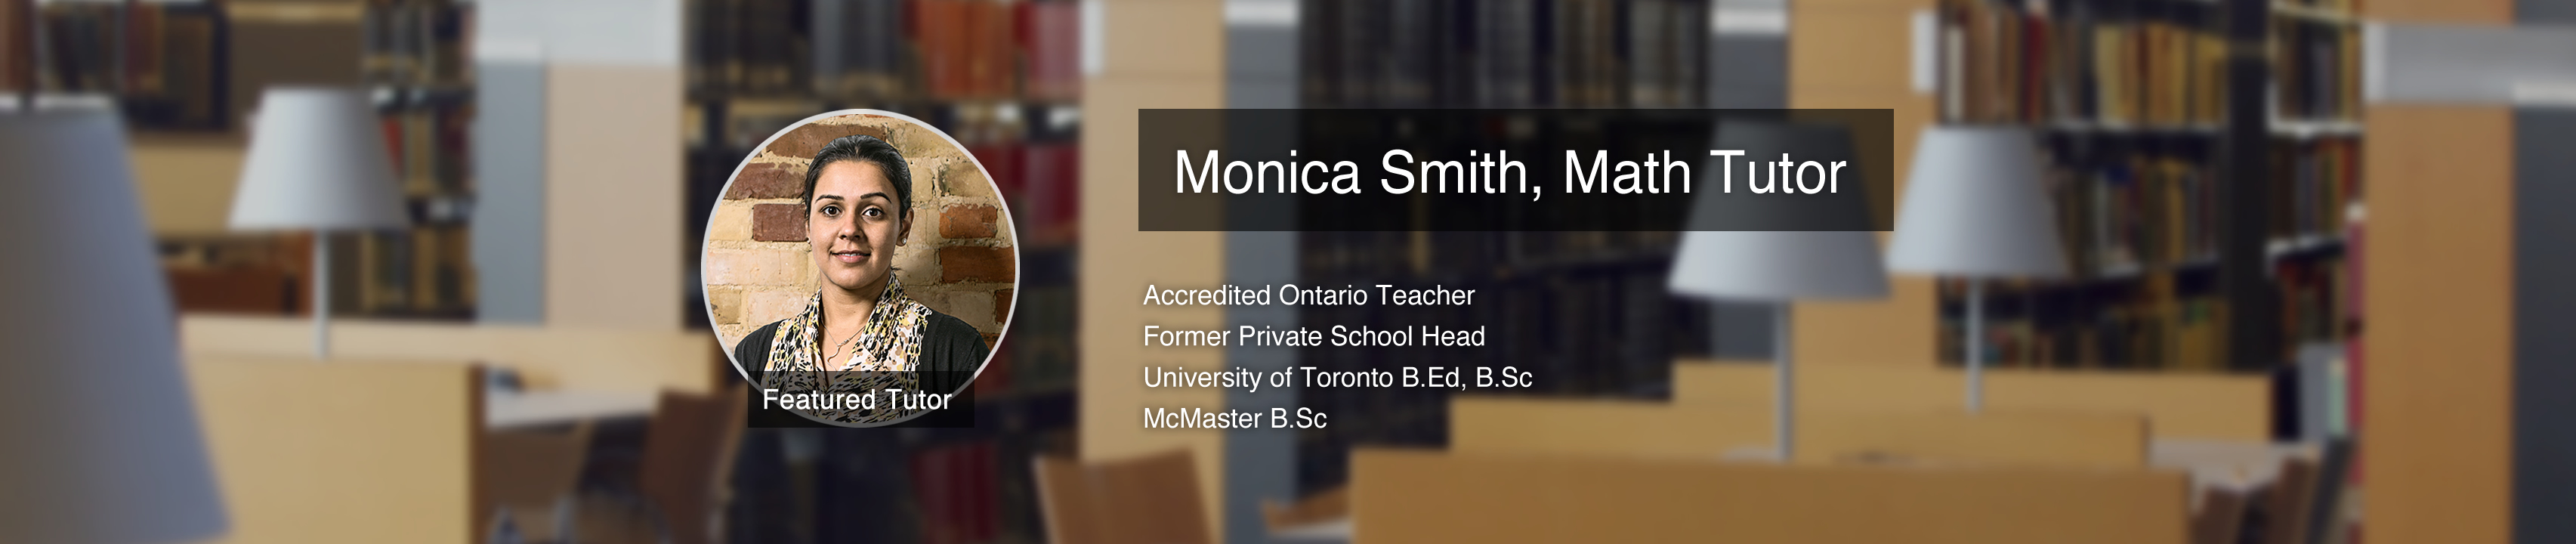 Monica Smith, Math Tutor
Accredited Ontario Teacher
Former Private School Head
University of Toronto B.Ed, B.Sc
McMaster B.Sc
Featured Tutor